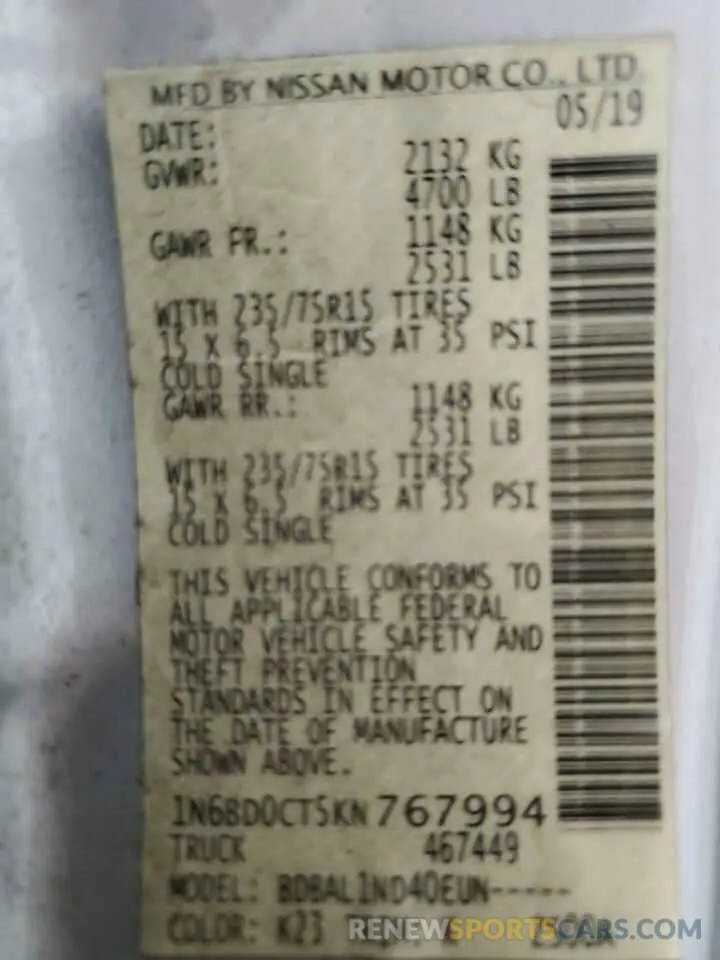 MFD BY NISSAN MOTOR CO., LTD.
DATE: 05/19
GVWR: 2132 KG
4700 LB
GAWR FR.: 1148 KG
2531 LB
WITH 235/75R15 TIRES
15 X 6.5 RIMS AT 35 PSI
COLD SINGLE
GAWR RR.: 1148 KG
2531 LB
WITH 235/75R15 TIRES
15 X 6.5 RIMS AT 35 PSI
COLD SINGLE
THIS VEHICLE CONFORMS TO
ALL APPLICABLE FEDERAL
MOTOR VEHICLE SAFETY AND
THEFT PREVENTION
STANDARDS IN EFFECT ON
THE DATE OF MANUFACTURE
SHOWN ABOVE.
1N6BD0CT5KN767994
TRUCK 467449
MODEL: BDBAL1ND40EUN-----
COLOR: K23
RENEWSPORTSCARS.COM